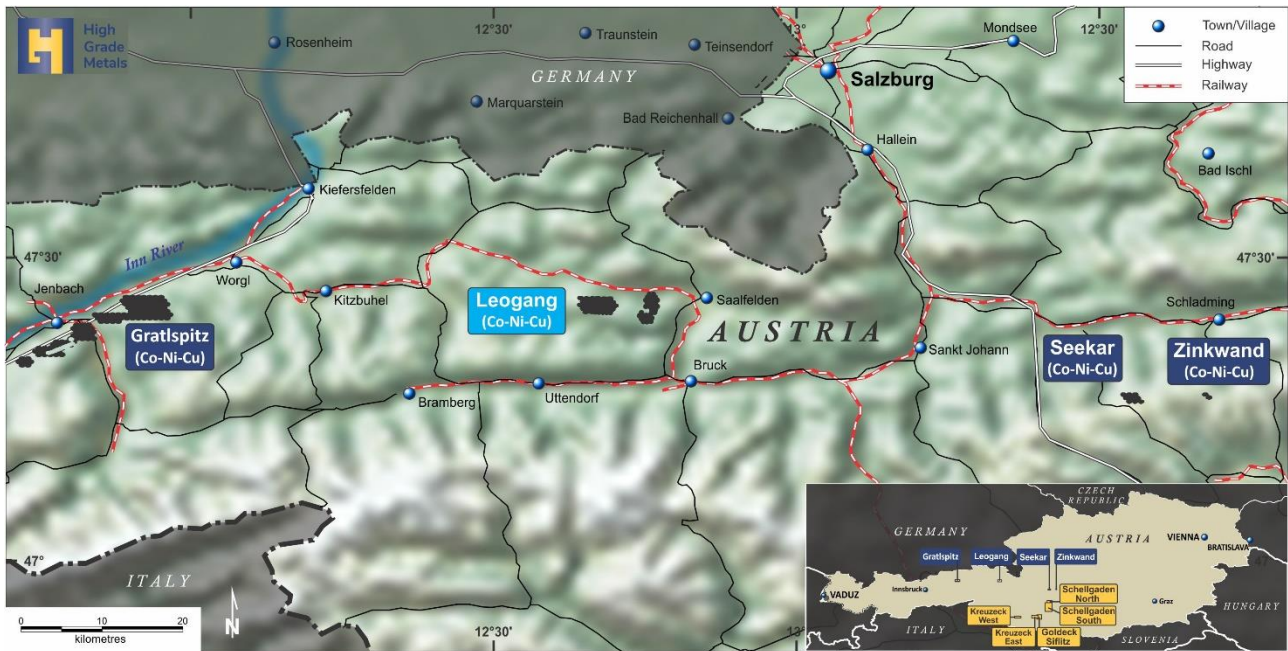 High
Grade
Metals
12°30'
13°
12°30'
Mondsee
Town/Village
Road
Highway
Railway
Rosenheim
Traunstein
Teinsendorf
GERMANY
Salzburg
Marquarstein
Bad Reichenhall
Hallein
Bad Ischl
Kiefersfelden
Inn River
47°30'
47°30'
Jenbach
Worgl
Kitzbuhel
Leogang
(Co-Ni-Cu)
Saalfelden
Schladming
Gratlspitz
(Co-Ni-Cu)
AUSTRIA
Sankt Johann
Seekar
(Co-Ni-Cu)
Zinkwand
(Co-Ni-Cu)
Bruck
Bramberg
Uttendorf
47°
ITALY
N
0
10
20
kilometres
12°30'
13°
47
CZECH
REPUBLIC
GERMANY
AUSTRIA
VIENNA
BRATISLAVA
Gratlspitz
Leogang
Seekar
Zinkwand
Innsbruck
VADUZ
Schellgaden
North
Schellgaden
South
Graz
HUNGARY
Kreuzeck
West
ITALY
Kreuzeck
East
Goldeck
Siflitz
SLOVENIA